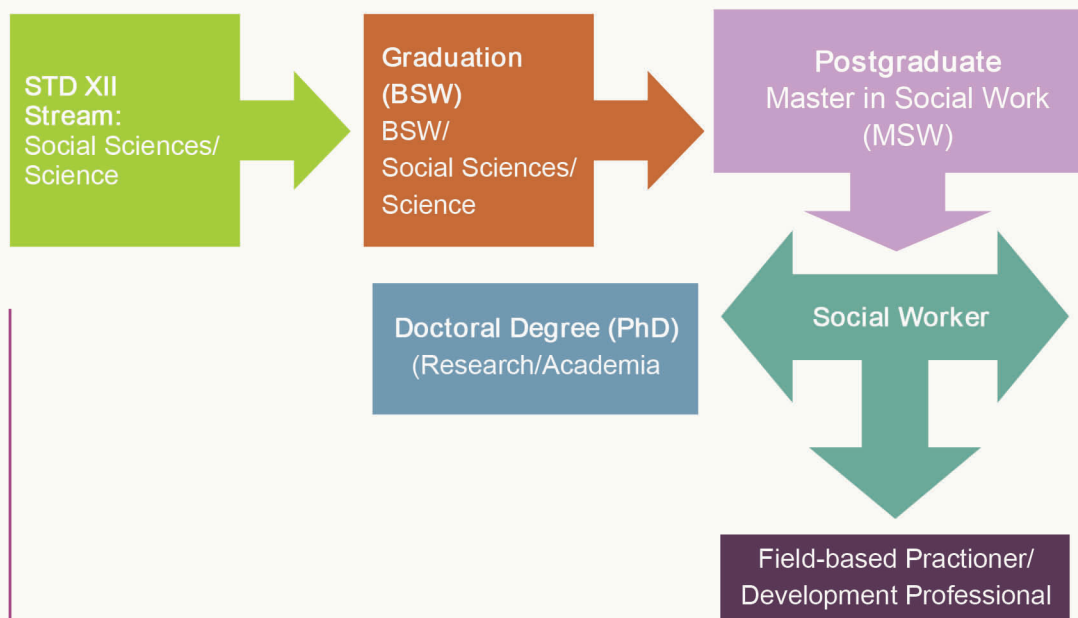 STD XII
Stream:
Social Sciences/
Science
Graduation
(BSW)
BSW/
Social Sciences/
Science
Postgraduate
Master in Social Work
(MSW)
Social Worker
Doctoral Degree (PhD)
(Research/Academia
Field-based Practioner/
Development Professional